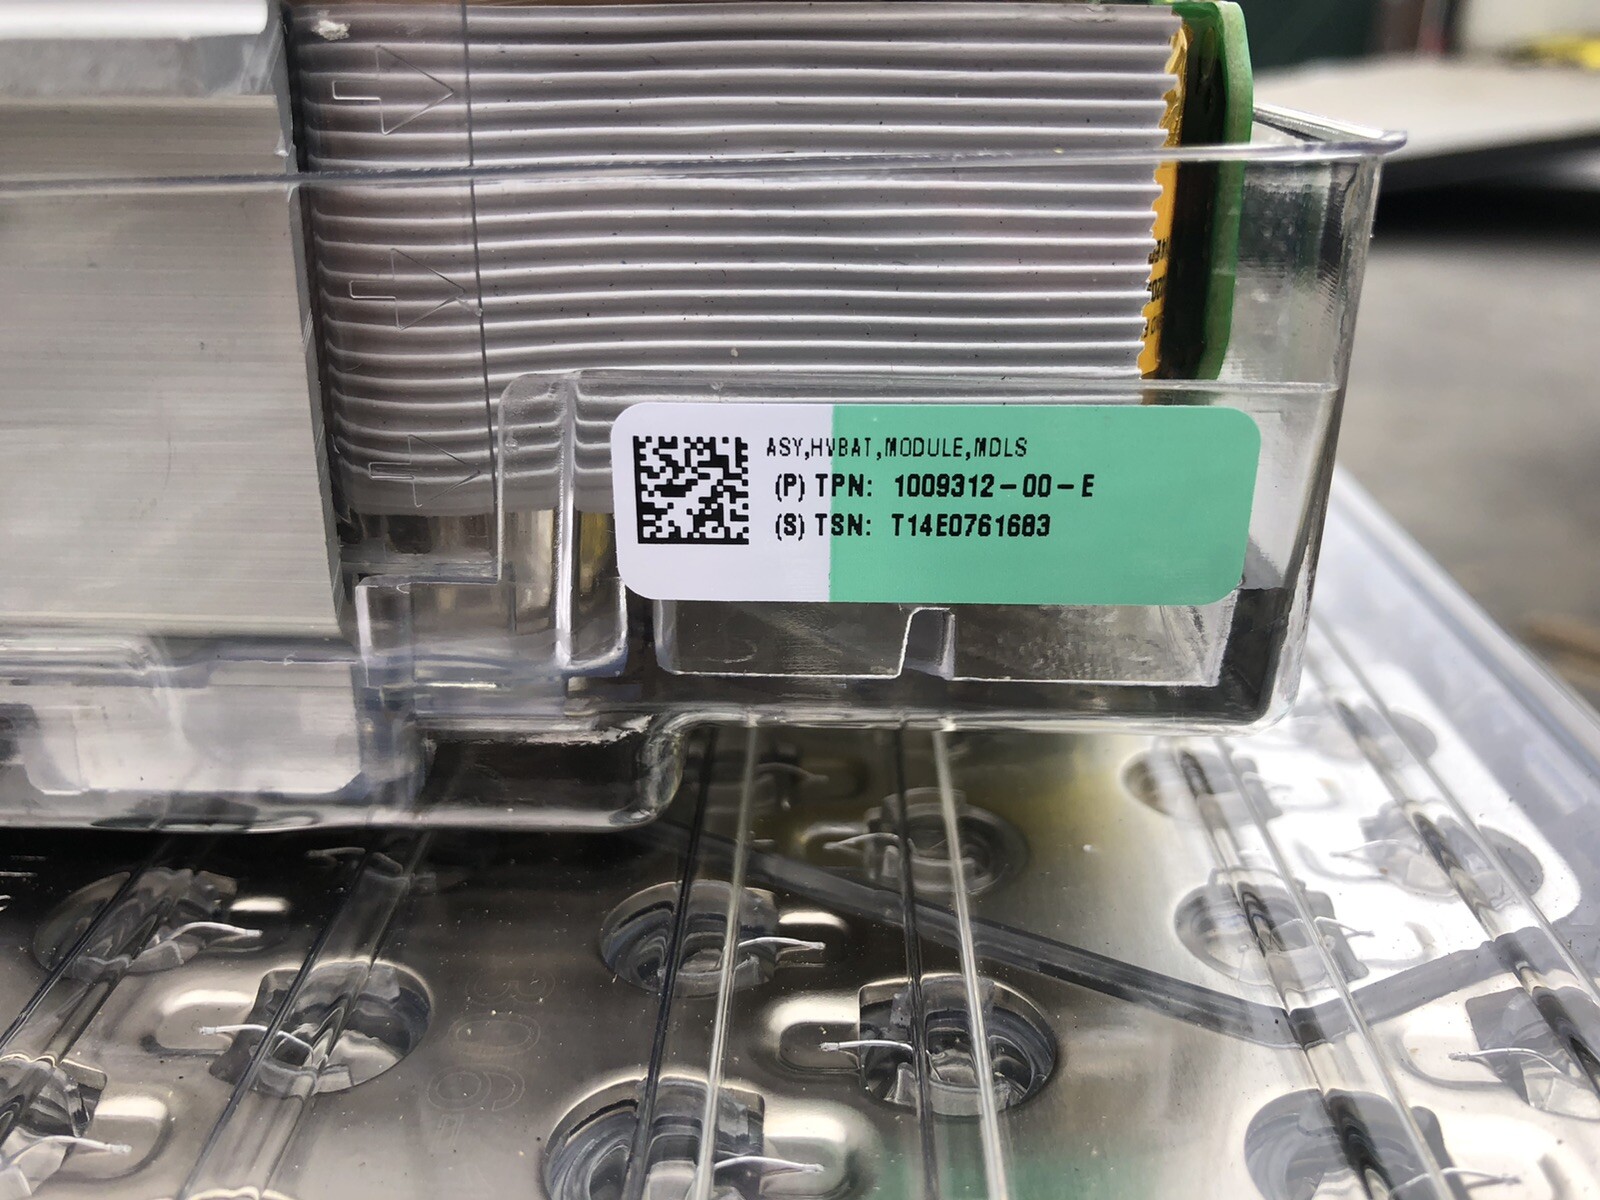 ASY,HVBAT,MODULE,MDLS
(P) TPN: 1009312-00-E
(S) TSN: T14E0761683